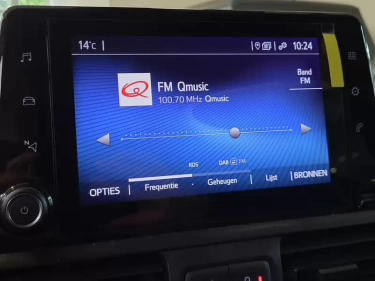 14°C
10:24
FM Qmusic
100.70 MHz Qmusic
Band
FM
RDS DAB FM
OPTIES Frequentie Geheugen Lijst BRONNEN
N